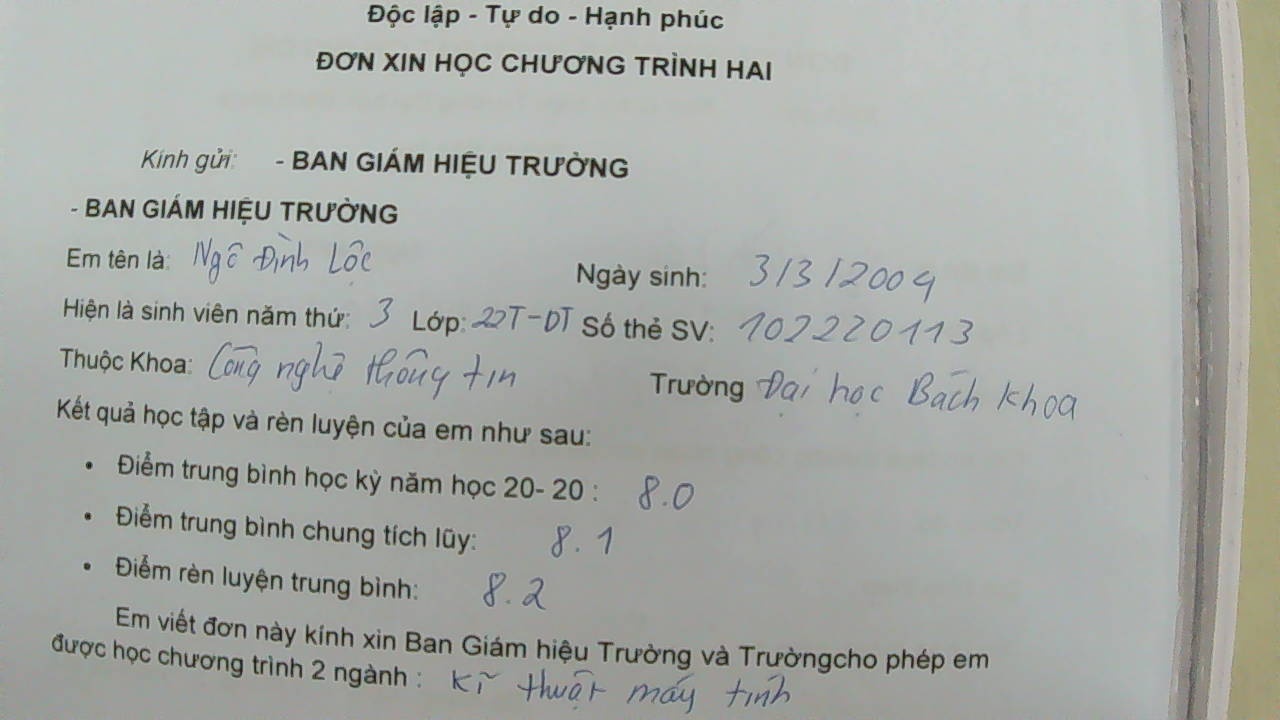 Độc lập - Tự do - Hạnh phúc
ĐƠN XIN HỌC CHƯƠNG TRÌNH HAI
Kính gửi: - BAN GIÁM HIỆU TRƯỜNG
- BAN GIÁM HIỆU TRƯỜNG
Em tên là: Ngô Đình Lộc Ngày sinh: 3/3/2004
Hiện là sinh viên năm thứ: 3 Lớp: 22T-DT Số thẻ SV: 102220113
Thuộc Khoa: Công nghệ thông tin Trường Đại học Bách khoa
Kết quả học tập và rèn luyện của em như sau:
• Điểm trung bình học kỳ năm học 20- 20 : 8.0
• Điểm trung bình chung tích lũy: 8.1
• Điểm rèn luyện trung bình: 8.2
Em viết đơn này kính xin Ban Giám hiệu Trường và Trườngcho phép em
được học chương trình 2 ngành : Kĩ thuật máy tính